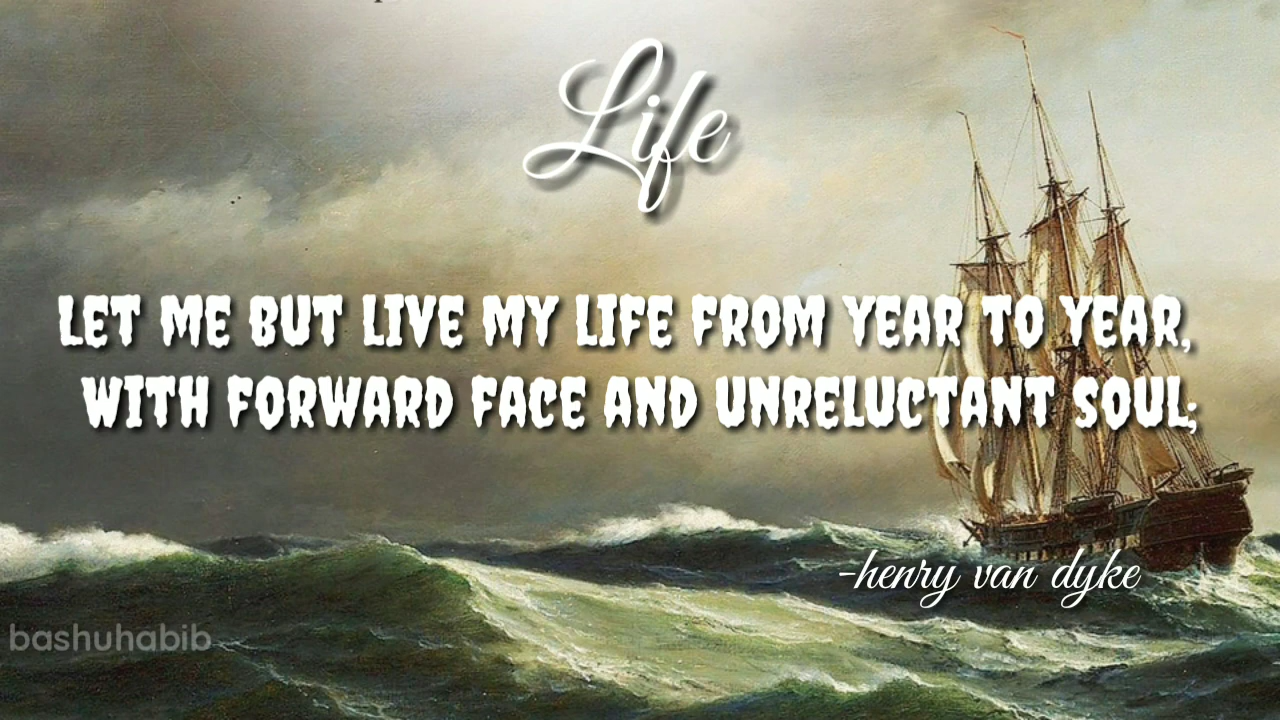 Life
LET ME BUT LIVE MY LIFE FROM YEAR TO YEAR,
WITH FORWARD FACE AND UNRELUCTANT SOUL;
-henry van dyke
bashuhabib